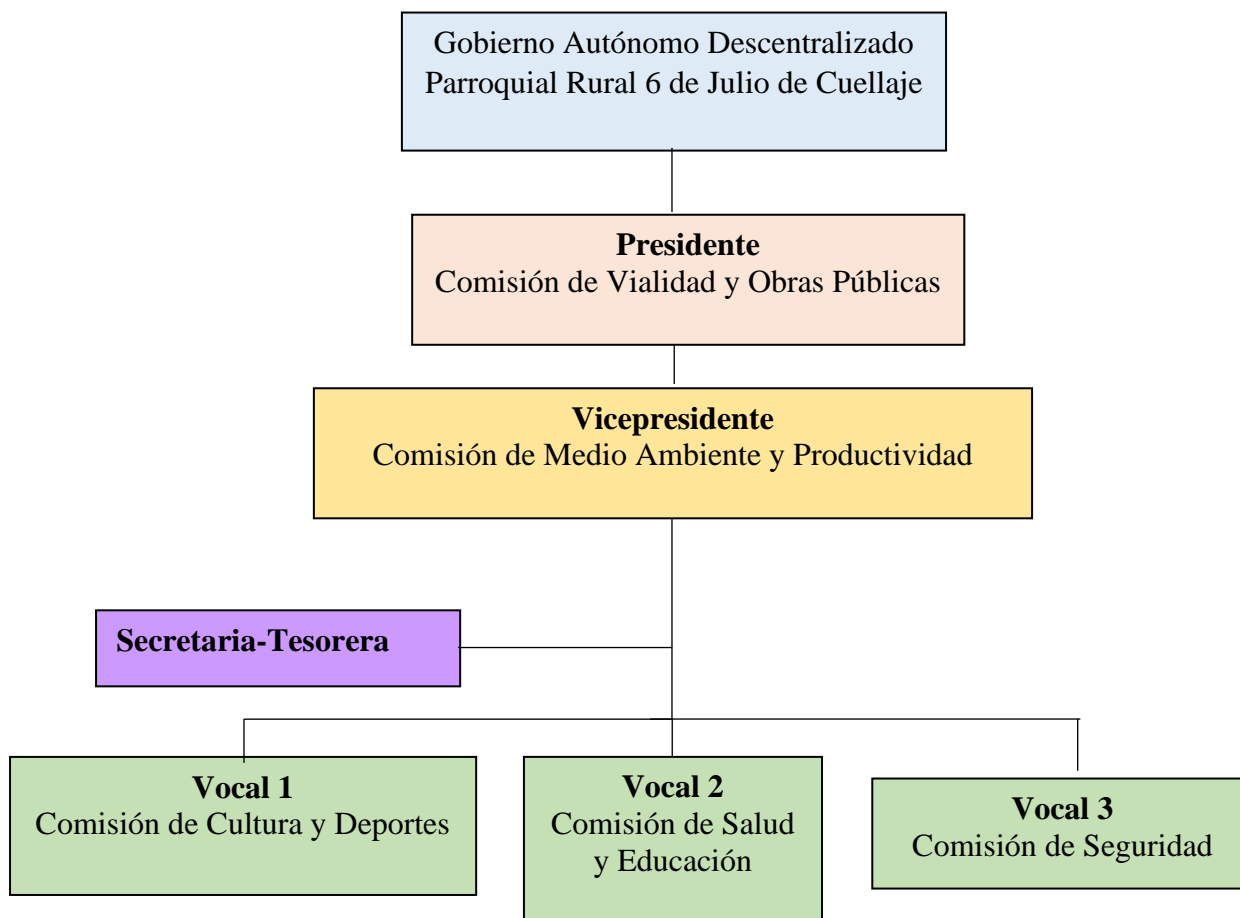 Gobierno Autónomo Descentralizado
Parroquial Rural 6 de Julio de Cuellaje
Presidente
Comisión de Vialidad y Obras Públicas
Vicepresidente
Comisión de Medio Ambiente y Productividad
Secretaria-Tesorera
Vocal 1
Comisión de Cultura y Deportes
Vocal 2
Comisión de Salud
y Educación
Vocal 3
Comisión de Seguridad